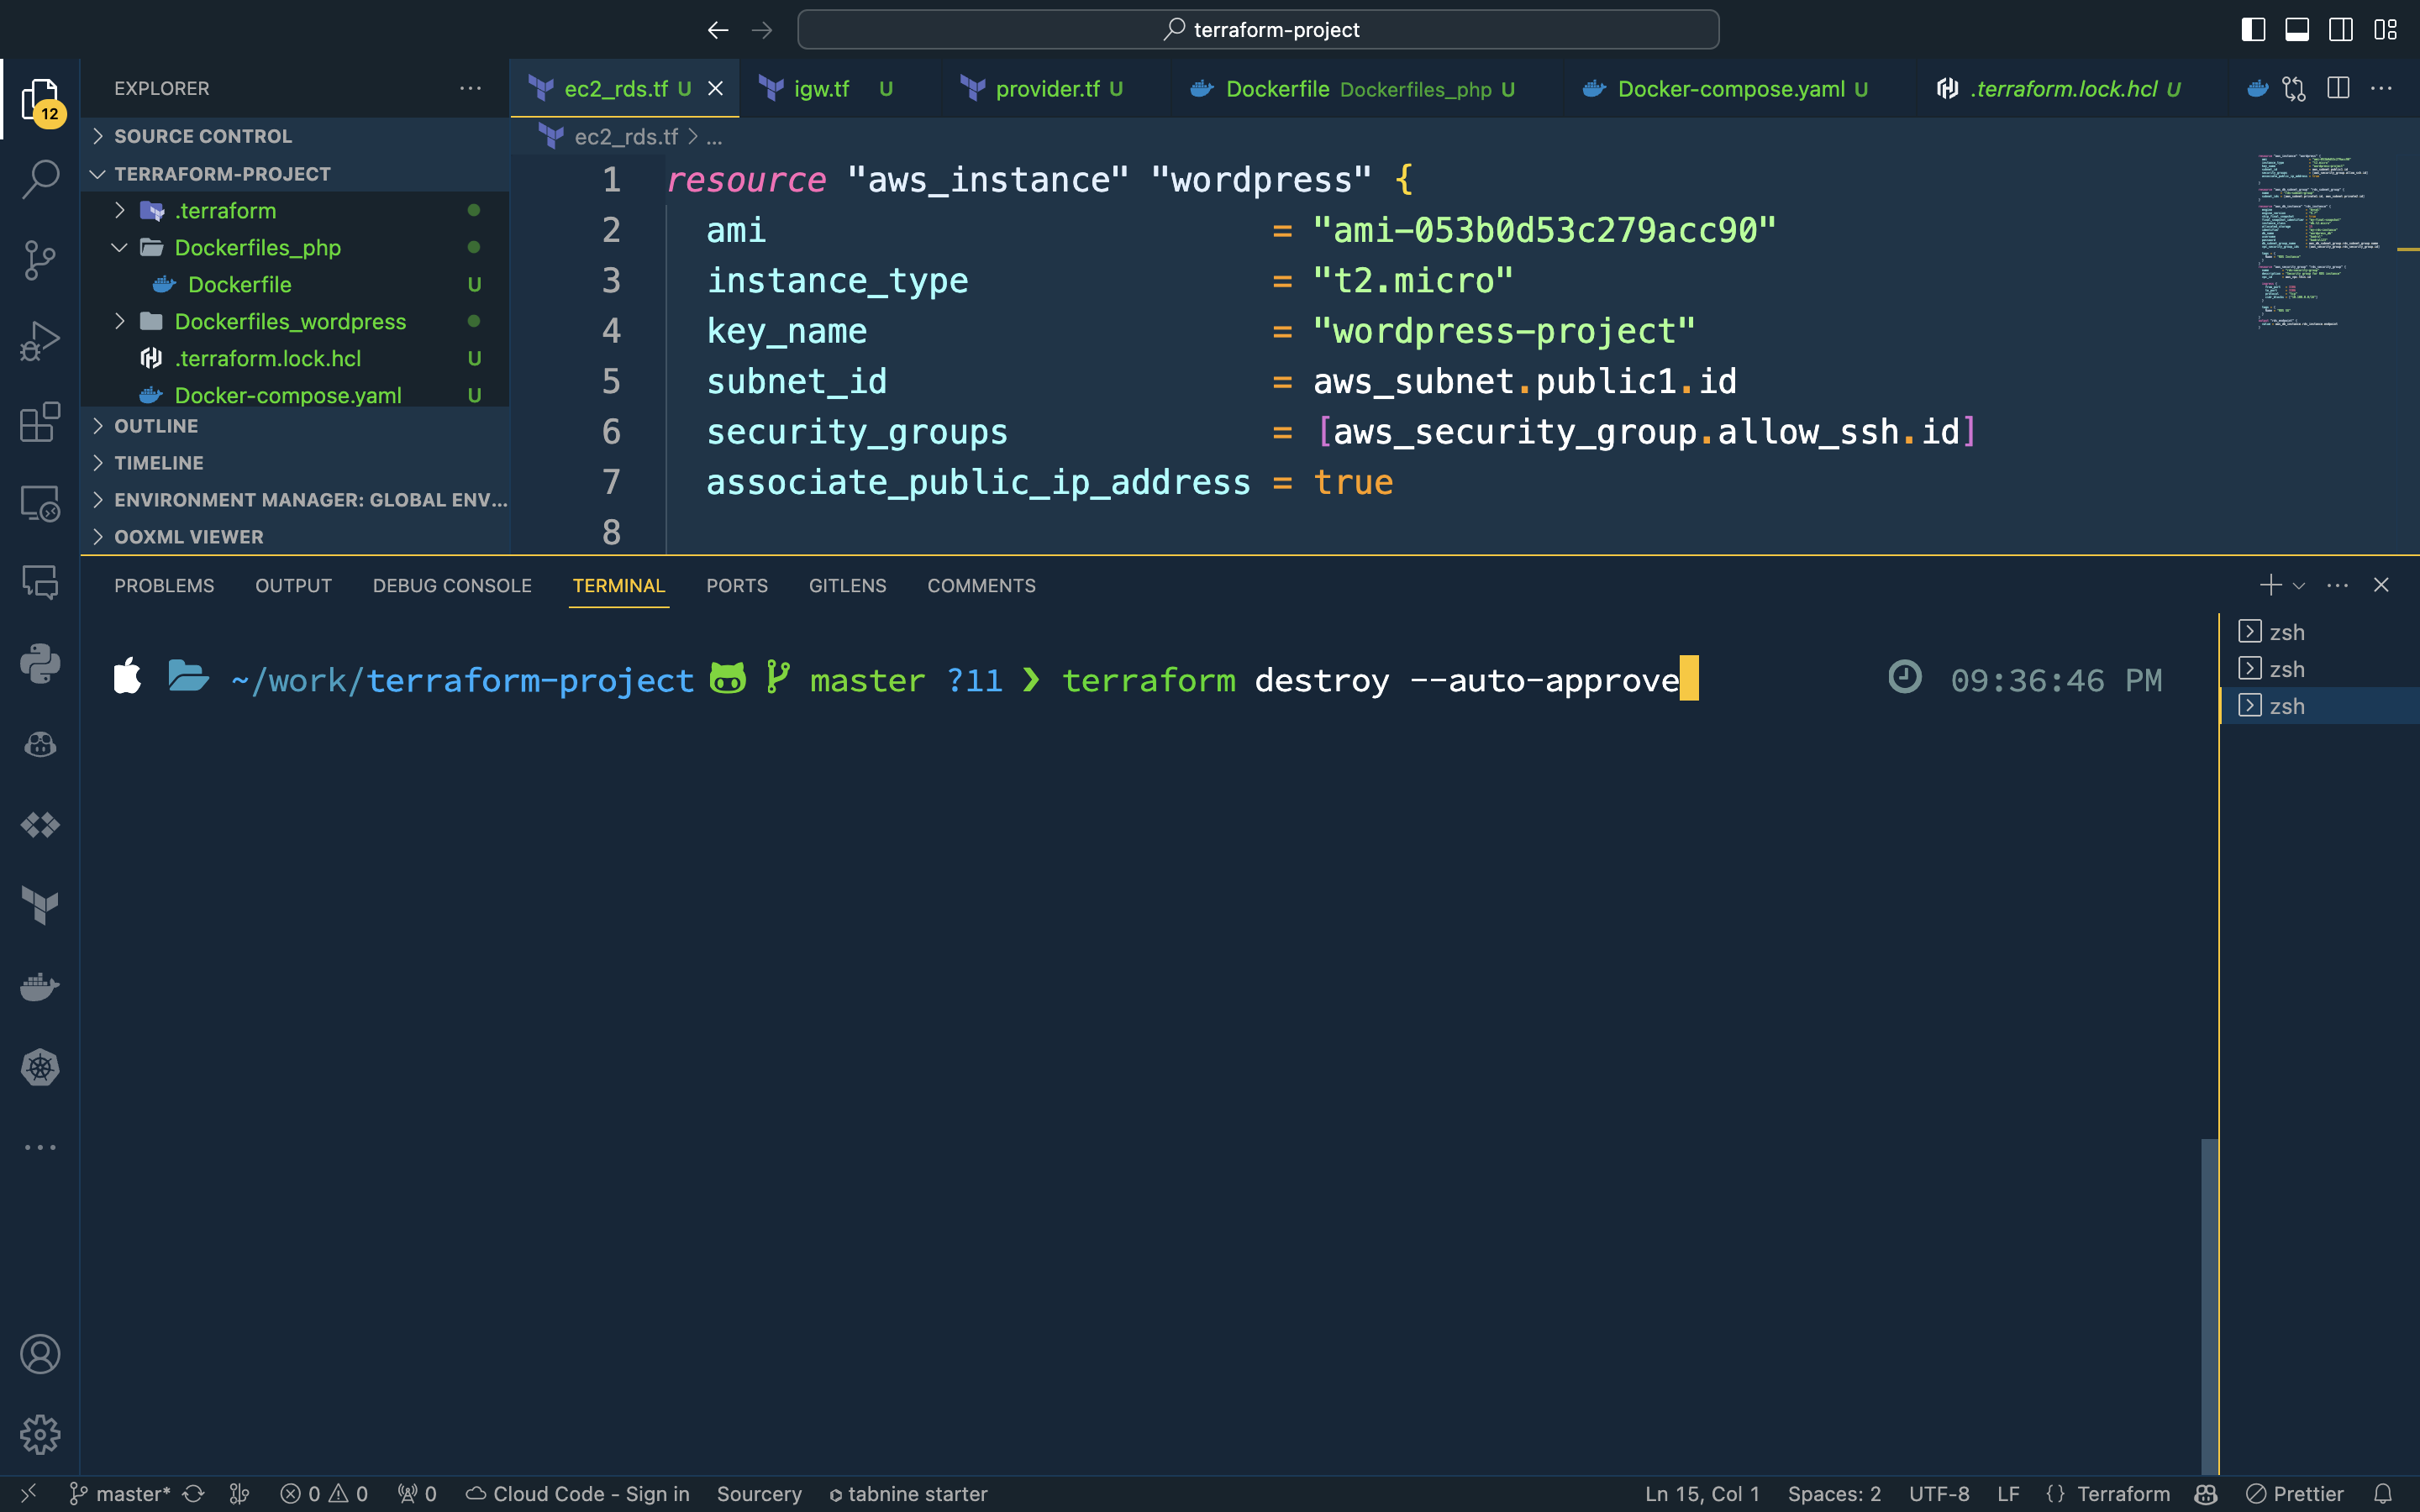 terraform-project
EXPLORER
12
SOURCE CONTROL
TERRAFORM-PROJECT
.terraform
Dockerfiles_php
Dockerfile U
Dockerfiles_wordpress
.terraform.lock.hcl U
Docker-compose.yaml U
OUTLINE
TIMELINE
ENVIRONMENT MANAGER: GLOBAL ENV...
OOXML VIEWER
ec2_rds.tf U igw.tf U provider.tf U Dockerfile Dockerfiles_php U Docker-compose.yaml U .terraform.lock.hcl U
ec2_rds.tf > ...
1 resource "aws_instance" "wordpress" {
2 ami = "ami-053b0d53c279acc90"
3 instance_type = "t2.micro"
4 key_name = "wordpress-project"
5 subnet_id = aws_subnet.public1.id
6 security_groups = [aws_security_group.allow_ssh.id]
7 associate_public_ip_address = true
8
PROBLEMS OUTPUT DEBUG CONSOLE TERMINAL PORTS GITLENS COMMENTS
~/work/terraform-project master ?11 ❯ terraform destroy --auto-approve 09:36:46 PM
zsh
zsh
zsh
master* 0 0 0 Cloud Code - Sign in Sourcery tabnine starter Ln 15, Col 1 Spaces: 2 UTF-8 LF {} Terraform Prettier